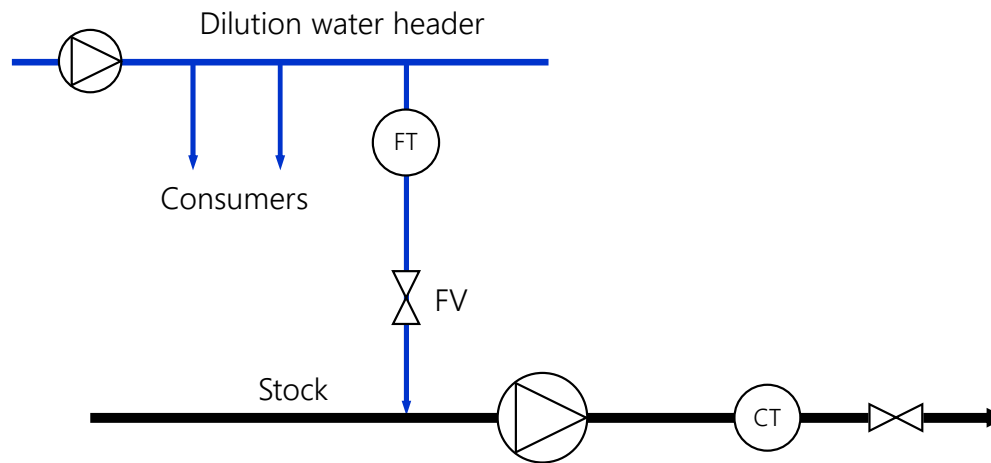 Dilution water header
FT
Consumers
FV
Stock
CT